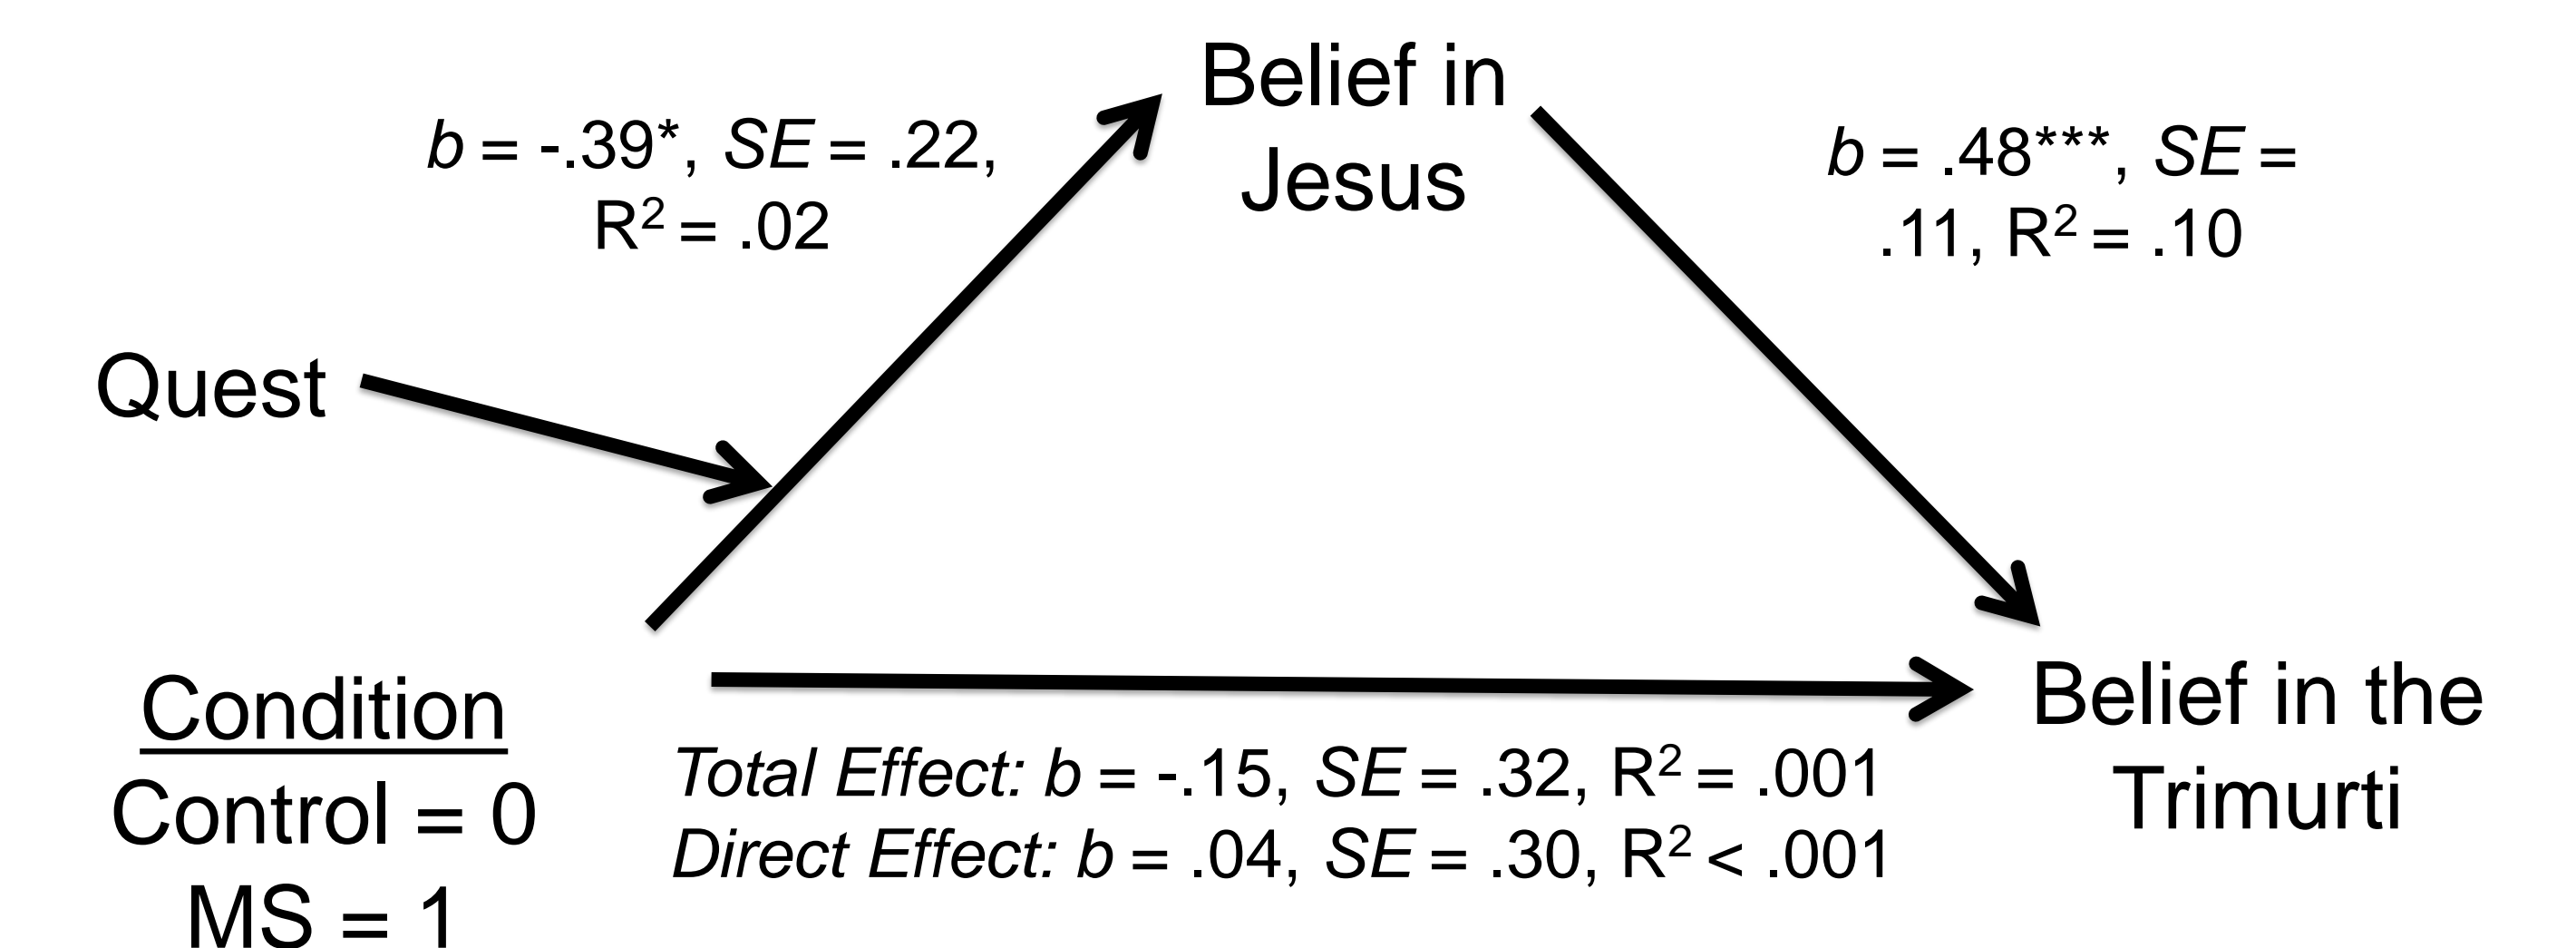 Belief in
Jesus
b = -.39*, SE = .22,
R² = .02
b = .48***, SE =
.11, R² = .10
Quest
Condition
Control = 0
MS = 1
Total Effect: b = -.15, SE = .32, R² = .001
Direct Effect: b = .04, SE = .30, R² < .001
Belief in the
Trimurti